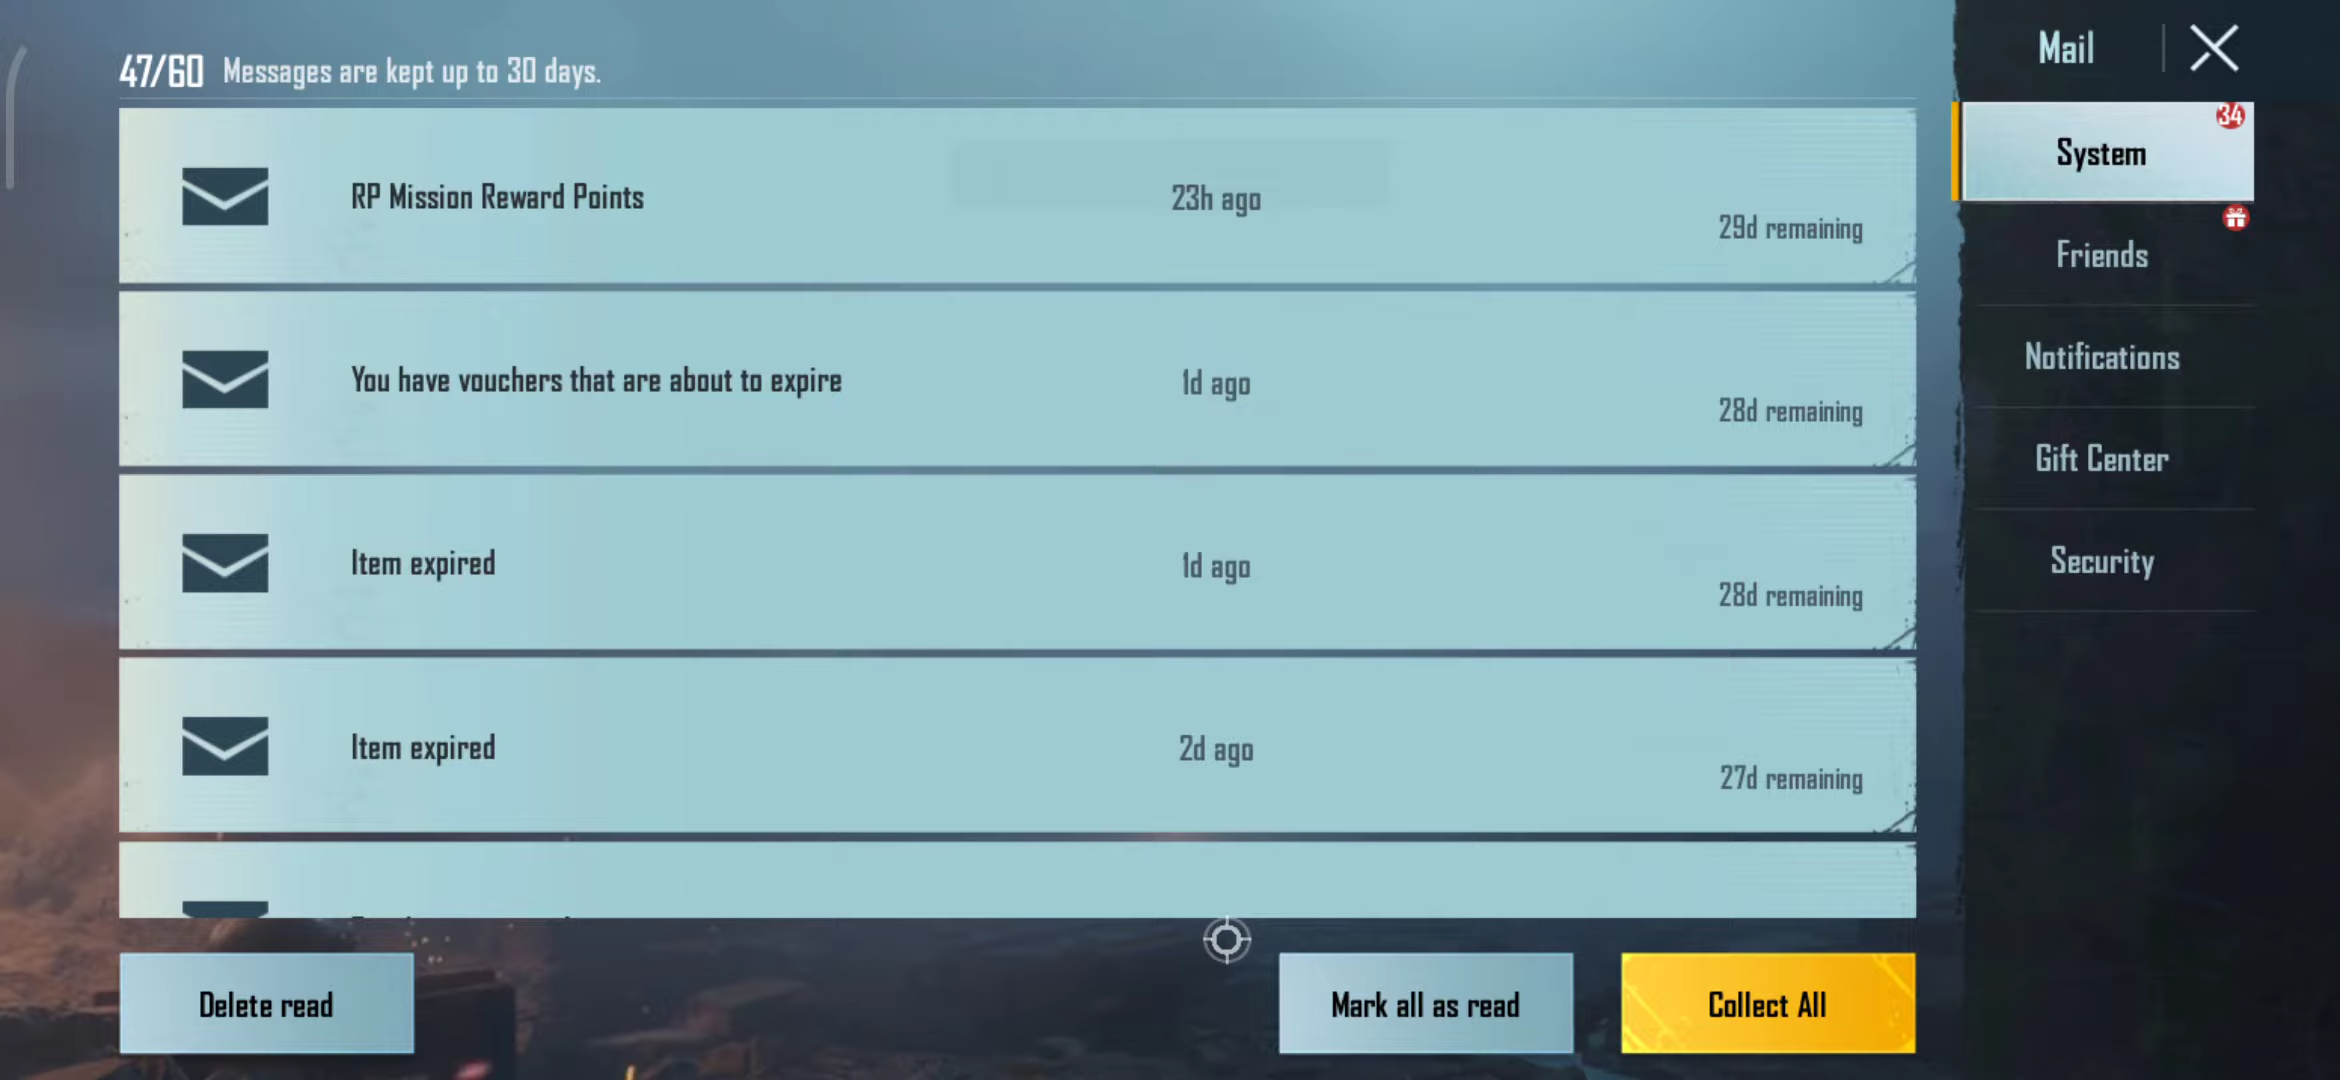 47/60 Messages are kept up to 30 days.
Mail
RP Mission Reward Points
23h ago
29d remaining
You have vouchers that are about to expire
1d ago
28d remaining
Item expired
1d ago
28d remaining
Item expired
2d ago
27d remaining
Delete read
Mark all as read
Collect All
System
34
Friends
Notifications
Gift Center
Security